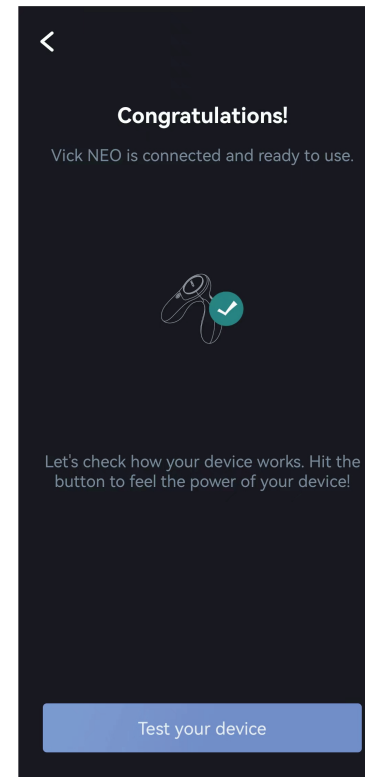 Congratulations!
Vick NEO is connected and ready to use.
Let's check how your device works. Hit the
button to feel the power of your device!
Test your device